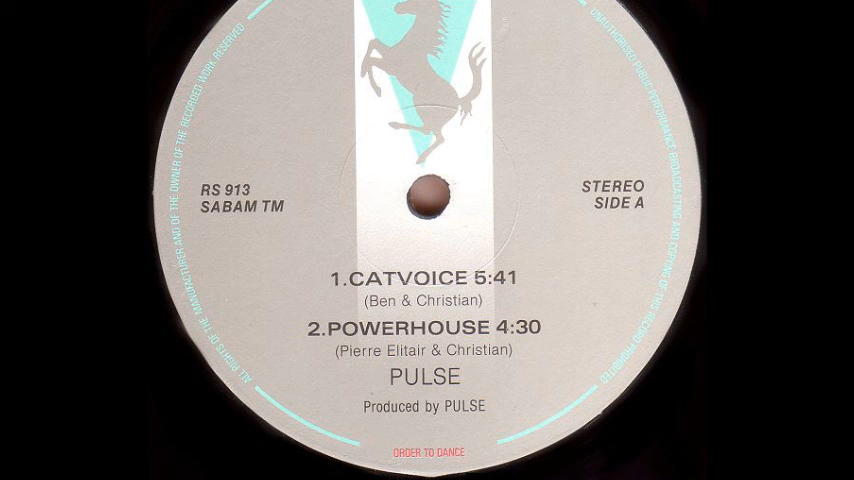 RS 913
SABAM TM
STEREO
SIDE A
1.CATVOICE 5:41
(Ben & Christian)
2.POWERHOUSE 4:30
(Pierre Elitair & Christian)
PULSE
Produced by PULSE
ORDER TO DANCE
ALL RIGHTS OF THE MANUFACTURER AND OF THE OWNER OF THE RECORDED WORK RESERVED
UNAUTHORISED PUBLIC PERFORMANCE BROADCASTING AND COPYING OF THIS RECORD PROHIBITED